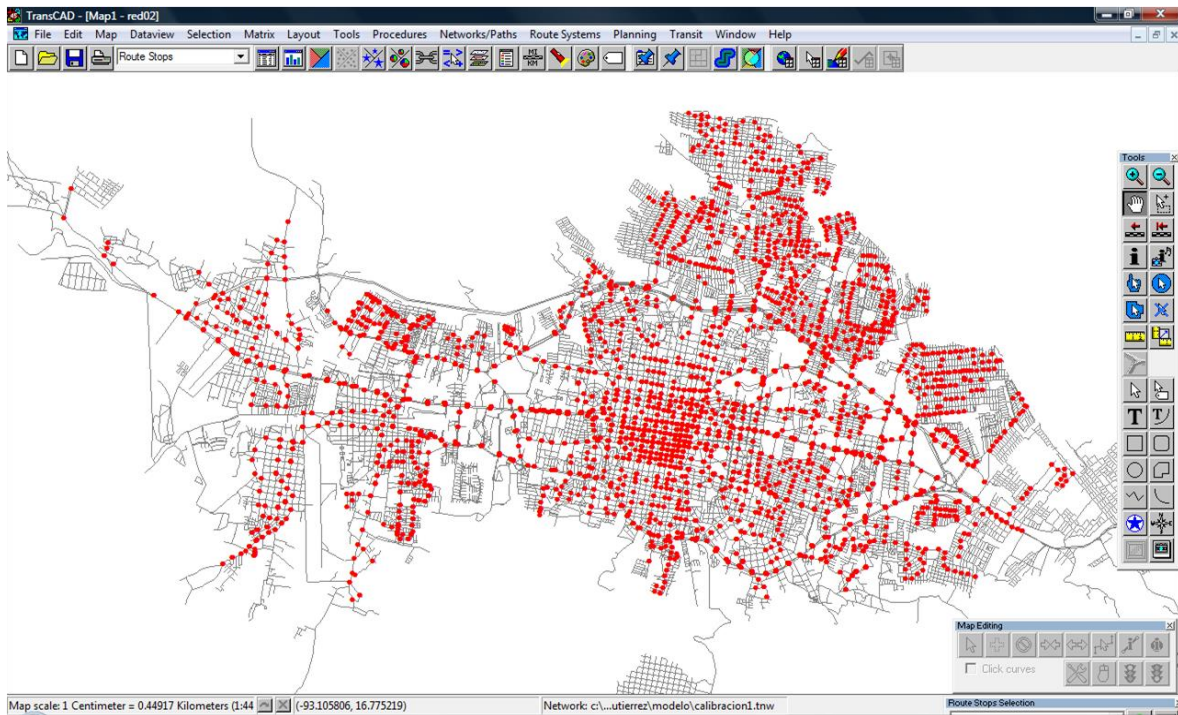 TransCAD - [Map1 - red02]
File Edit Map Dataview Selection Matrix Layout Tools Procedures Networks/Paths Route Systems Planning Transit Window Help
Route Stops
MI
KM
Tools
T T
Map Editing
Click curves
Map scale: 1 Centimeter = 0.44917 Kilometers (1:44
(-93.105806, 16.775219)
Network: c:\...utierrez\modelo\calibracion1.tnw
Route Stops Selection